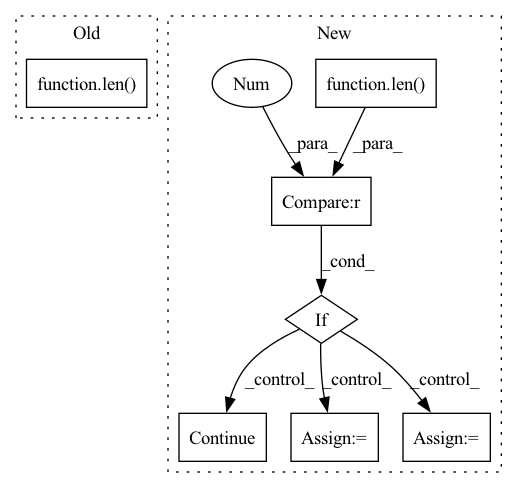 Old
New
function.len()
Num
function.len()
_para_
_para_
Compare:r
_cond_
If
_control_
_control_
_control_
Continue
Assign:=
Assign:=